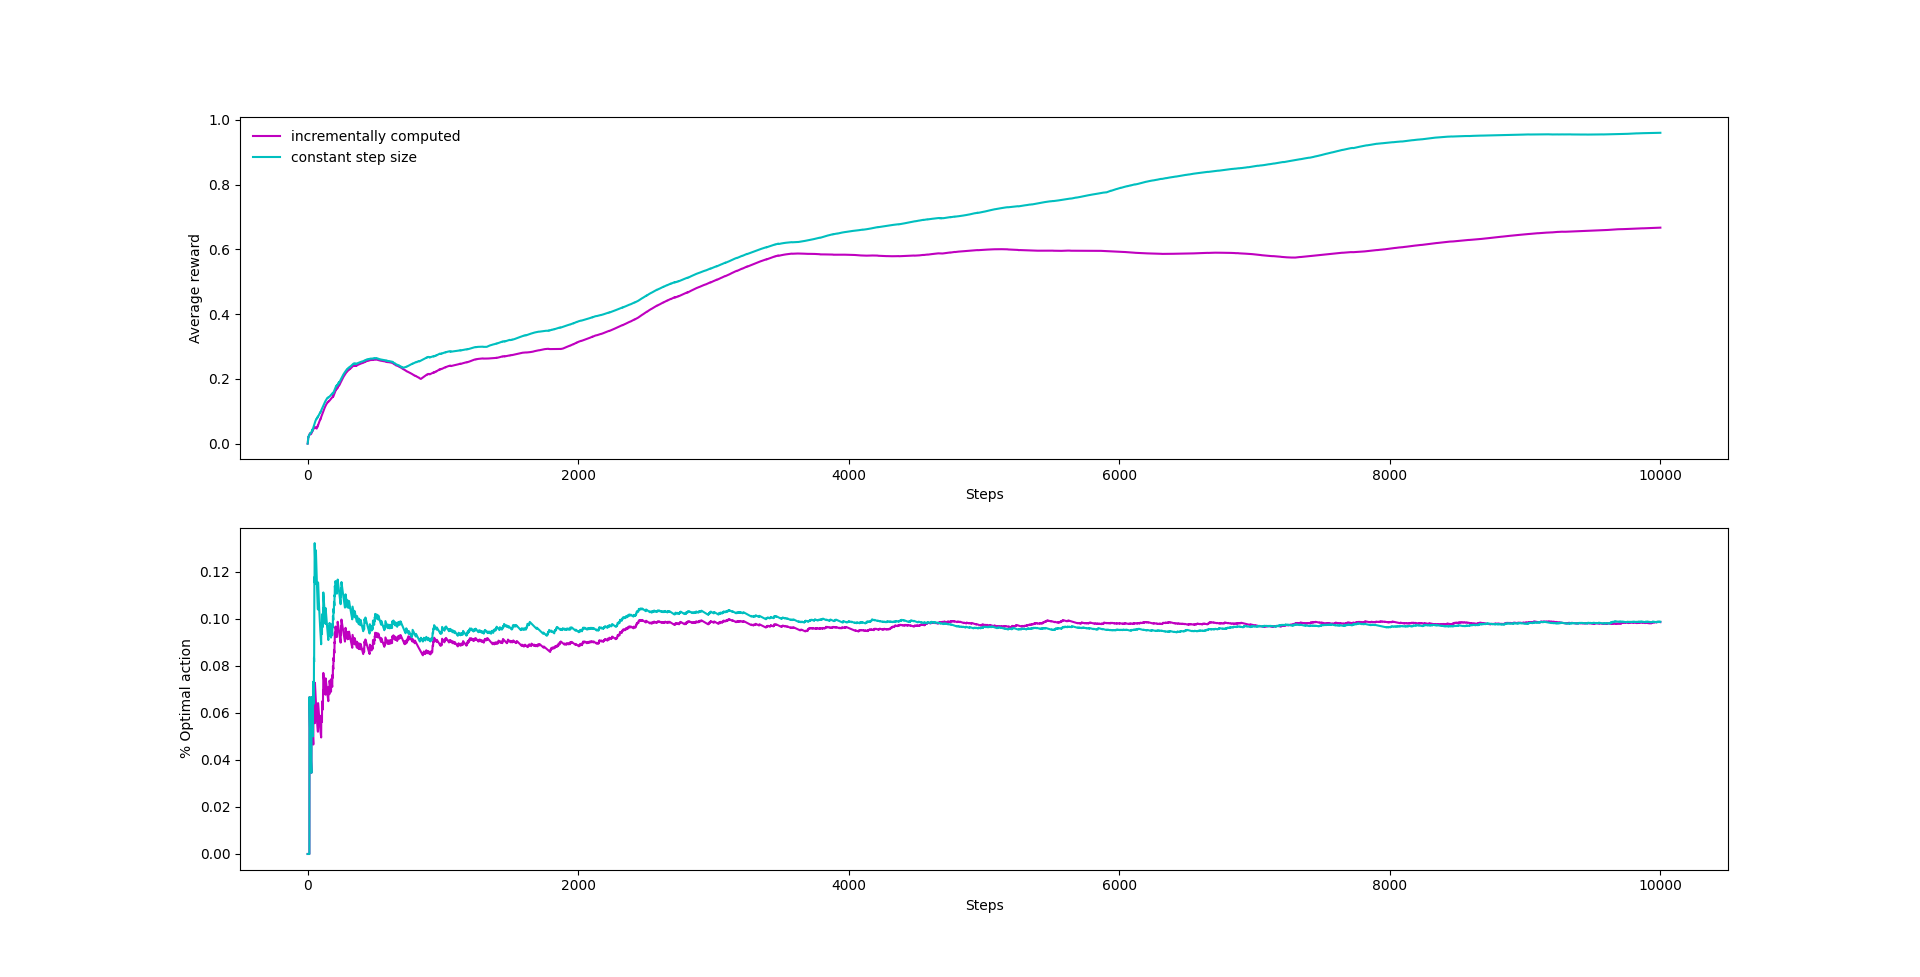 1.0
0.8
0.6
0.4
0.2
0.0
Average reward
incrementally computed
constant step size
0 2000 4000 6000 8000 10000
Steps
0.12
0.10
0.08
0.06
0.04
0.02
0.00
% Optimal action
0 2000 4000 6000 8000 10000
Steps